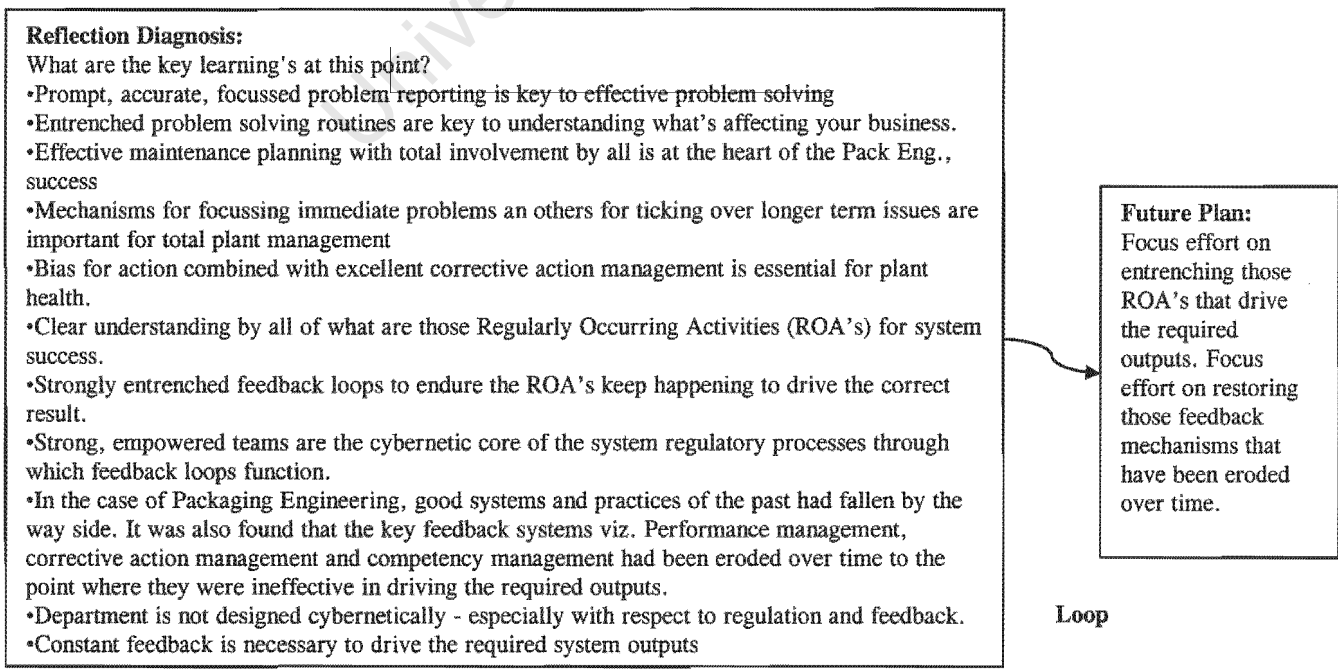 Reflection Diagnosis:
What are the key learning's at this point?
•Prompt, accurate, focussed problem reporting is key to effective problem solving
•Entrenched problem solving routines are key to understanding what's affecting your business.
•Effective maintenance planning with total involvement by all is at the heart of the Pack Eng.,
success
•Mechanisms for focussing immediate problems an others for ticking over longer term issues are
important for total plant management
•Bias for action combined with excellent corrective action management is essential for plant
health.
•Clear understanding by all of what are those Regularly Occurring Activities (ROA's) for system
success.
•Strongly entrenched feedback loops to endure the ROA's keep happening to drive the correct
result.
•Strong, empowered teams are the cybernetic core of the system regulatory processes through
which feedback loops function.
•In the case of Packaging Engineering, good systems and practices of the past had fallen by the
way side. It was also found that the key feedback systems viz. Performance management,
corrective action management and competency management had been eroded over time to the
point where they were ineffective in driving the required outputs.
•Department is not designed cybernetically - especially with respect to regulation and feedback.
•Constant feedback is necessary to drive the required system outputs
Future Plan:
Focus effort on
entrenching those
ROA's that drive
the required
outputs. Focus
effort on restoring
those feedback
mechanisms that
have been eroded
over time.
Loop
Unive